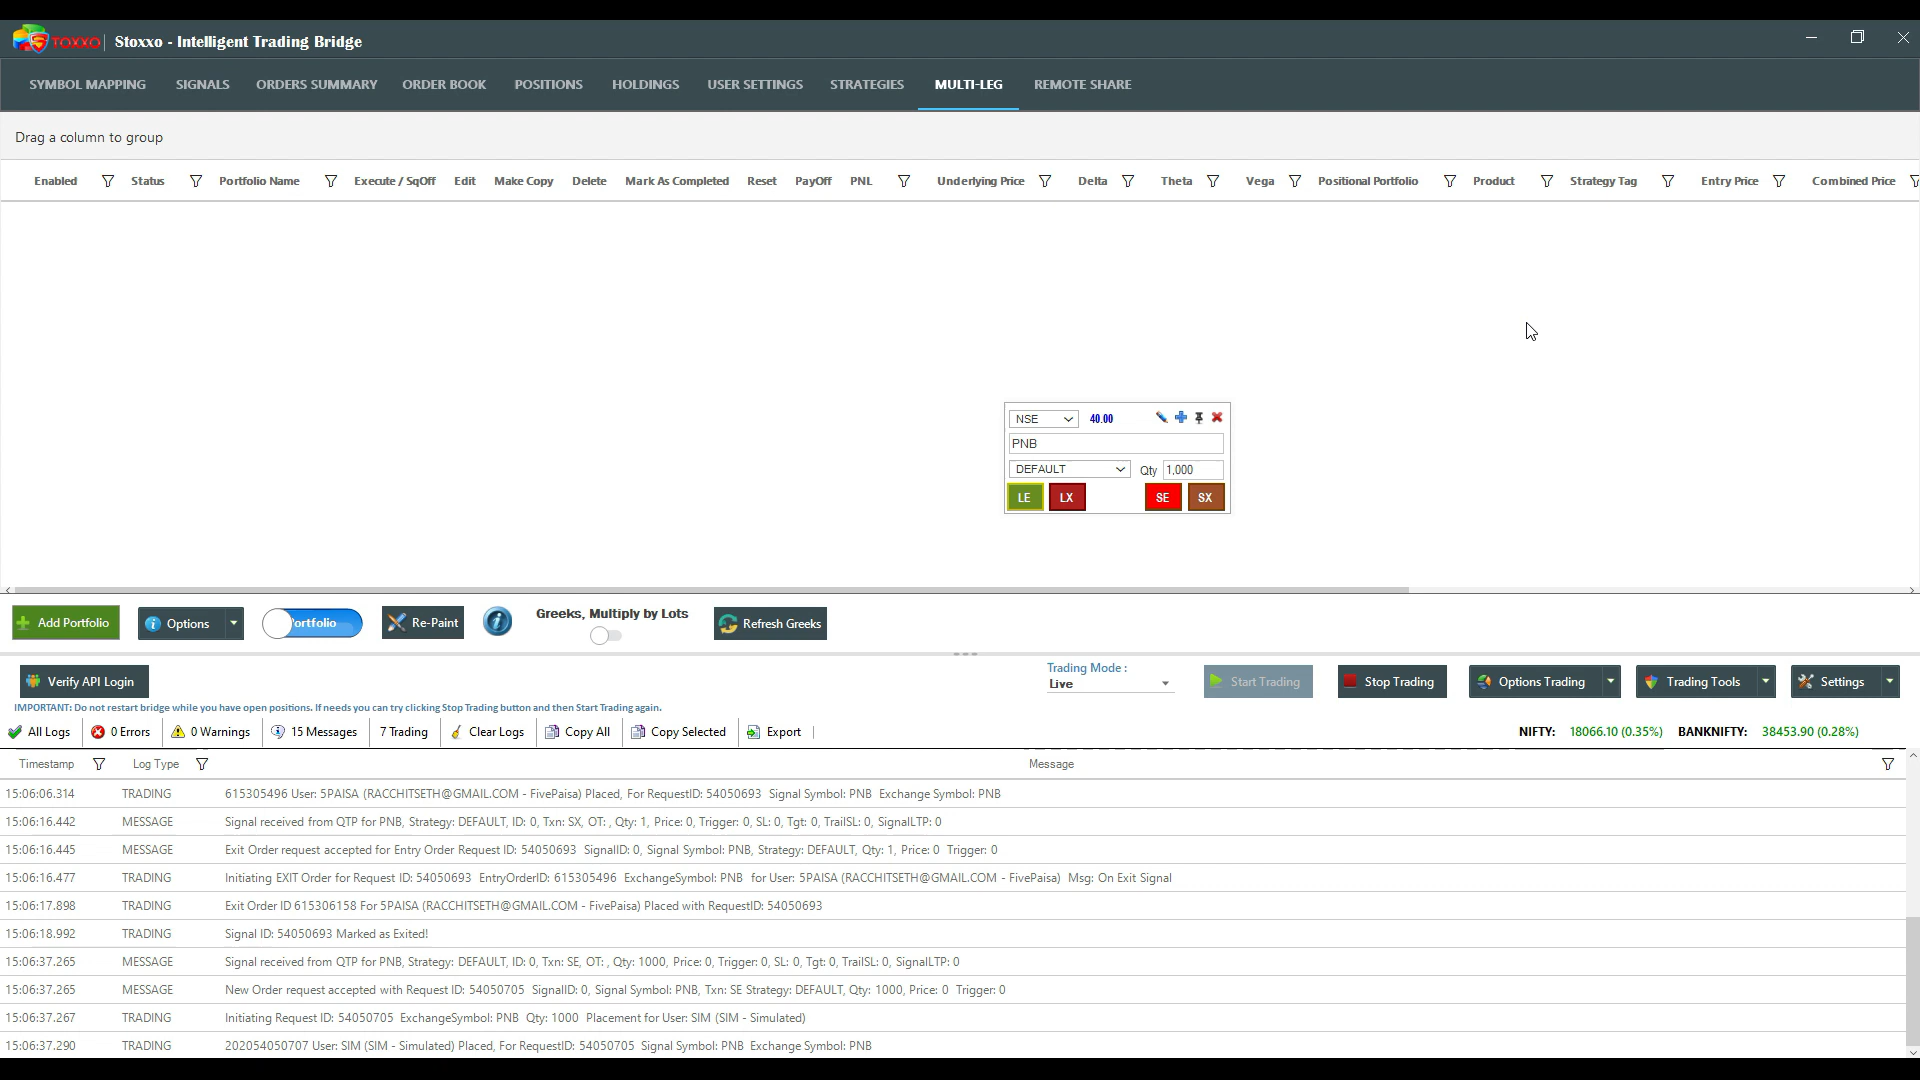 TOXXO Stoxxo - Intelligent Trading Bridge
SYMBOL MAPPING SIGNALS ORDERS SUMMARY ORDER BOOK POSITIONS HOLDINGS USER SETTINGS STRATEGIES MULTI-LEG REMOTE SHARE
Drag a column to group
Enabled Status Portfolio Name Execute / SqOff Edit Make Copy Delete Mark As Completed Reset PayOff PNL Underlying Price Delta Theta Vega Positional Portfolio Product Strategy Tag Entry Price Combined Price
NSE 40.00
PNB
DEFAULT Qty 1,000
LE LX SE SX
Add Portfolio Options ortfolio Re-Paint Greeks, Multiply by Lots Refresh Greeks
Verify API Login Trading Mode : Live Start Trading Stop Trading Options Trading Trading Tools Settings
IMPORTANT: Do not restart bridge while you have open positions. If needs you can try clicking Stop Trading button and then Start Trading again.
All Logs 0 Errors 0 Warnings 15 Messages 7 Trading Clear Logs Copy All Copy Selected Export NIFTY: 18066.10 (0.35%) BANKNIFTY: 38453.90 (0.28%)
Timestamp Log Type Message
15:06:06.314 TRADING 615305496 User: 5PAISA (RACCHITSETH@GMAIL.COM - FivePaisa) Placed, For RequestID: 54050693 Signal Symbol: PNB Exchange Symbol: PNB
15:06:16.442 MESSAGE Signal received from QTP for PNB, Strategy: DEFAULT, ID: 0, Txn: SX, OT: , Qty: 1, Price: 0, Trigger: 0, SL: 0, Tgt: 0, TrailSL: 0, SignalLTP: 0
15:06:16.445 MESSAGE Exit Order request accepted for Entry Order Request ID: 54050693 SignalID: 0, Signal Symbol: PNB, Strategy: DEFAULT, Qty: 1, Price: 0 Trigger: 0
15:06:16.477 TRADING Initiating EXIT Order for Request ID: 54050693 EntryOrderID: 615305496 ExchangeSymbol: PNB for User: 5PAISA (RACCHITSETH@GMAIL.COM - FivePaisa) Msg: On Exit Signal
15:06:17.898 TRADING Exit Order ID 615306158 For 5PAISA (RACCHITSETH@GMAIL.COM - FivePaisa) Placed with RequestID: 54050693
15:06:18.992 TRADING Signal ID: 54050693 Marked as Exited!
15:06:37.265 MESSAGE Signal received from QTP for PNB, Strategy: DEFAULT, ID: 0, Txn: SE, OT: , Qty: 1000, Price: 0, Trigger: 0, SL: 0, Tgt: 0, TrailSL: 0, SignalLTP: 0
15:06:37.265 MESSAGE New Order request accepted with Request ID: 54050705 SignalID: 0, Signal Symbol: PNB, Txn: SE Strategy: DEFAULT, Qty: 1000, Price: 0 Trigger: 0
15:06:37.267 TRADING Initiating Request ID: 54050705 ExchangeSymbol: PNB Qty: 1000 Placement for User: SIM (SIM - Simulated)
15:06:37.290 TRADING 202054050707 User: SIM (SIM - Simulated) Placed, For RequestID: 54050705 Signal Symbol: PNB Exchange Symbol: PNB